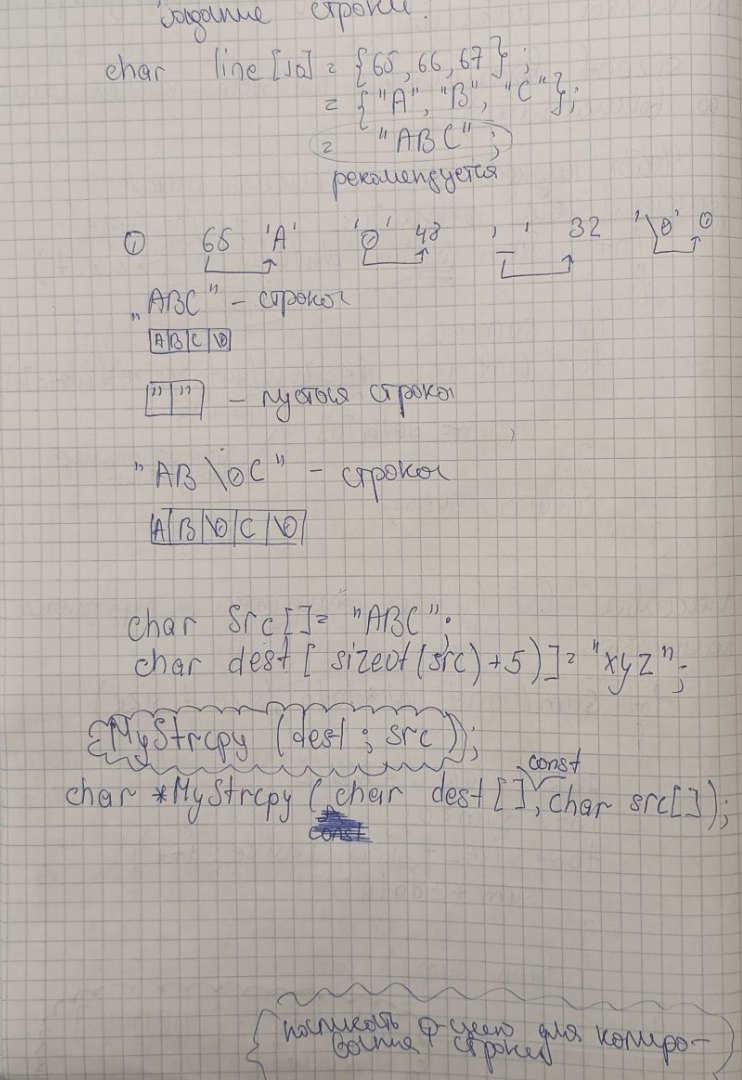 создание строки.
char line [10] = {65, 66, 67};
= {"A", "B", "C"};
= "ABC";
рекомендуется
① 65 'A' '0' 48 ' ' 32 '\0' 0
"ABC" - строка
A B C \0
" " - пустая строка
"AB\0C" - строка
A B \0 C \0
char src[] = "ABC";
char dest [sizeof(src)+5)] = "xyz";
MyStrcpy (dest; src);
const
char *MyStrcpy (char dest[], char src[]);
const
написать ф-цию для копиро-
вания строки